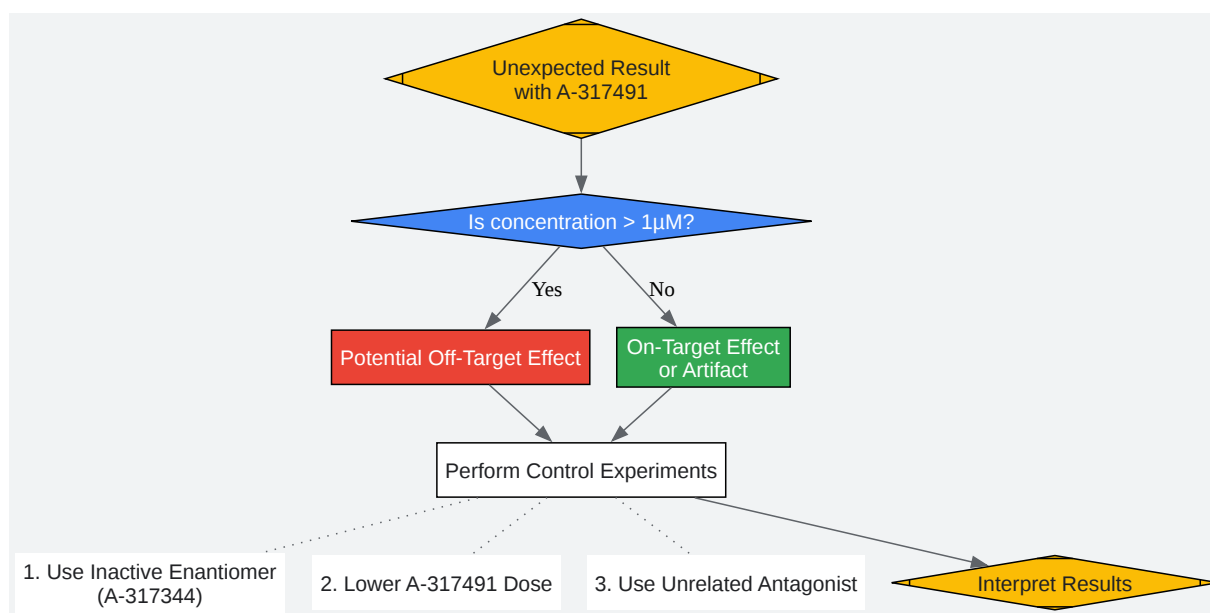 Unexpected Result
with A-317491
Is concentration > 1µM?
Yes
No
Potential Off-Target Effect
On-Target Effect
or Artifact
Perform Control Experiments
1. Use Inactive Enantiomer
(A-317344)
2. Lower A-317491 Dose
3. Use Unrelated Antagonist
Interpret Results